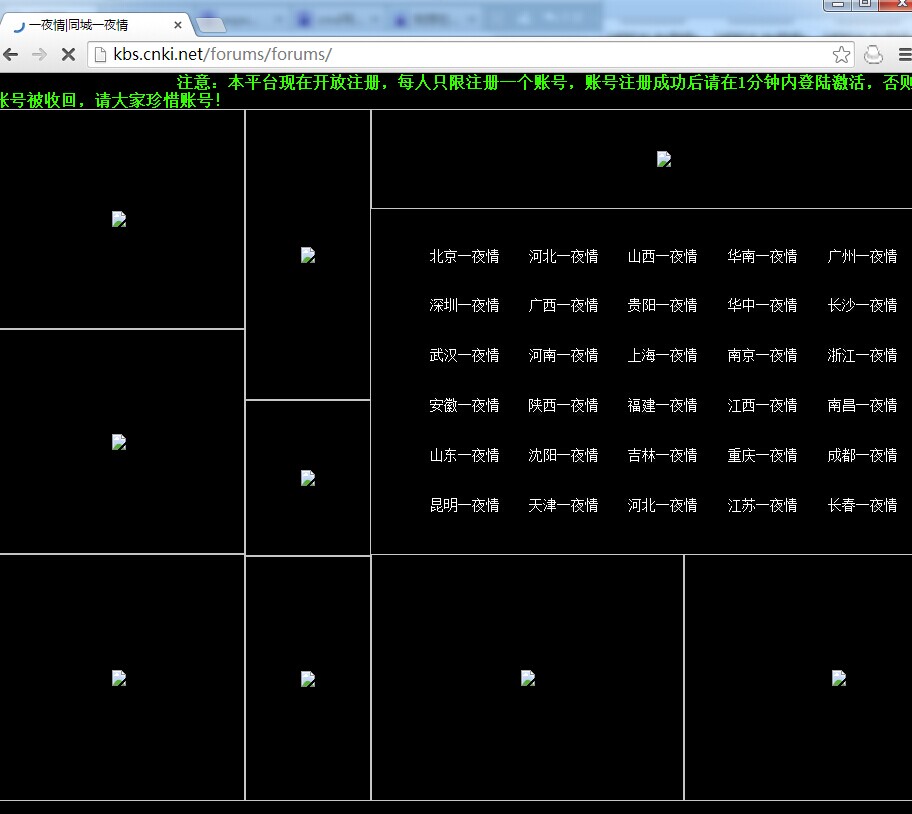 一夜情|同城一夜情
kbs.cnki.net/forums/forums/
注意：本平台现在开放注册，每人只限注册一个账号，账号注册成功后请在1分钟内登陆激活，否则
账号被收回，请大家珍惜账号！
北京一夜情 河北一夜情 山西一夜情 华南一夜情 广州一夜情
深圳一夜情 广西一夜情 贵阳一夜情 华中一夜情 长沙一夜情
武汉一夜情 河南一夜情 上海一夜情 南京一夜情 浙江一夜情
安徽一夜情 陕西一夜情 福建一夜情 江西一夜情 南昌一夜情
山东一夜情 沈阳一夜情 吉林一夜情 重庆一夜情 成都一夜情
昆明一夜情 天津一夜情 河北一夜情 江苏一夜情 长春一夜情